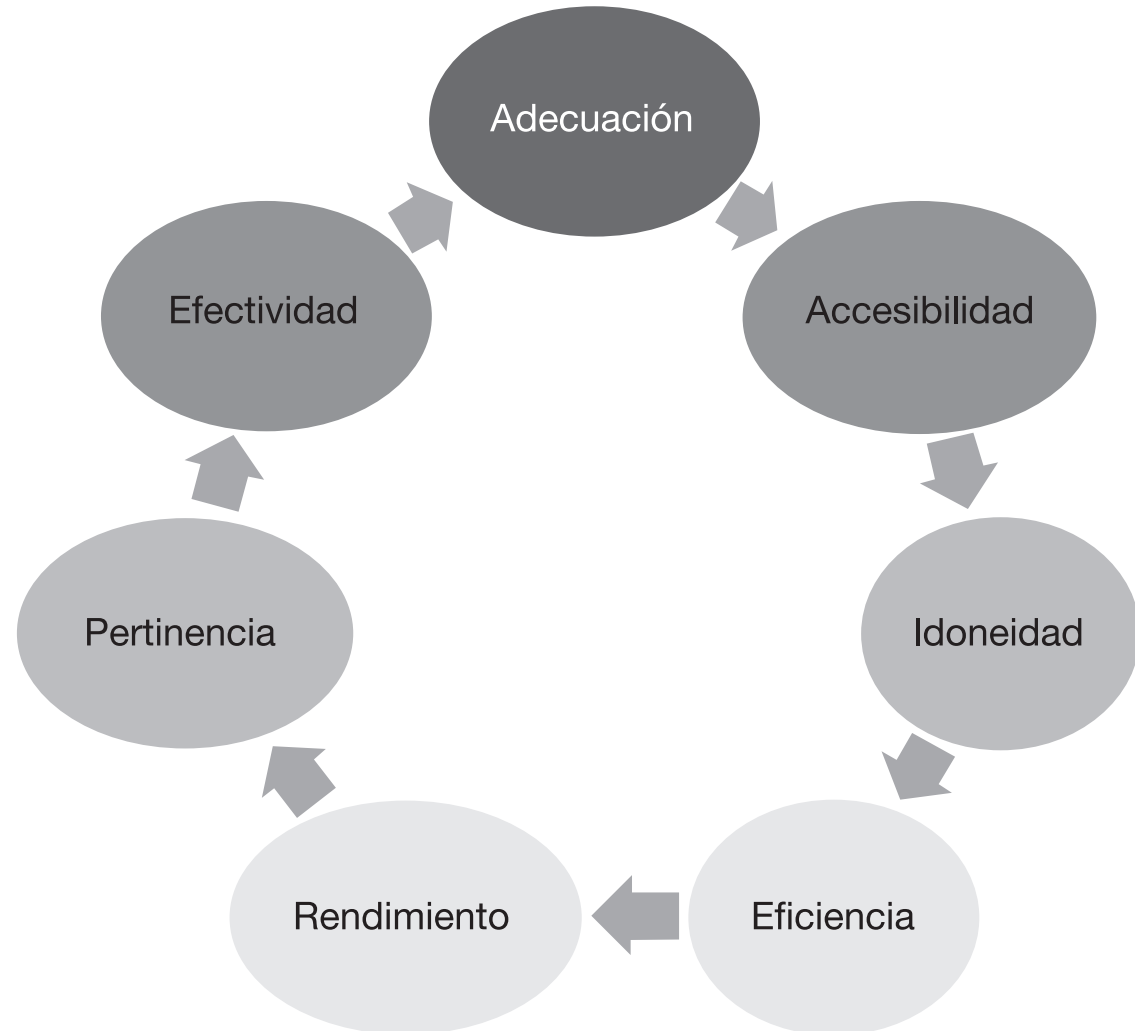 Adecuación
Accesibilidad
Idoneidad
Eficiencia
Rendimiento
Pertinencia
Efectividad